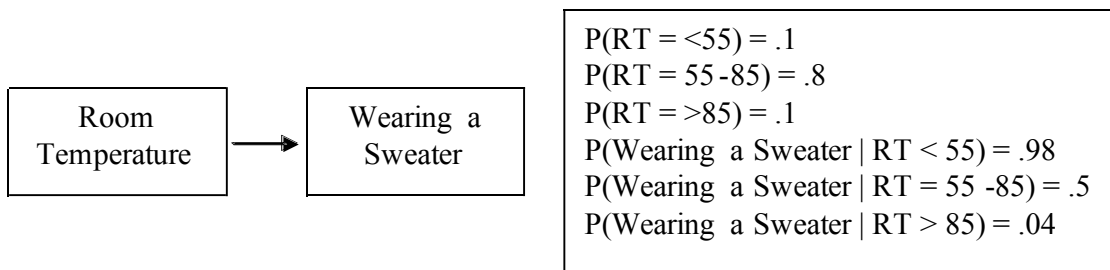 Room
Temperature
Wearing a
Sweater
P(RT = <55) = .1
P(RT = 55-85) = .8
P(RT = >85) = .1
P(Wearing a Sweater | RT < 55) = .98
P(Wearing a Sweater | RT = 55 -85) = .5
P(Wearing a Sweater | RT > 85) = .04